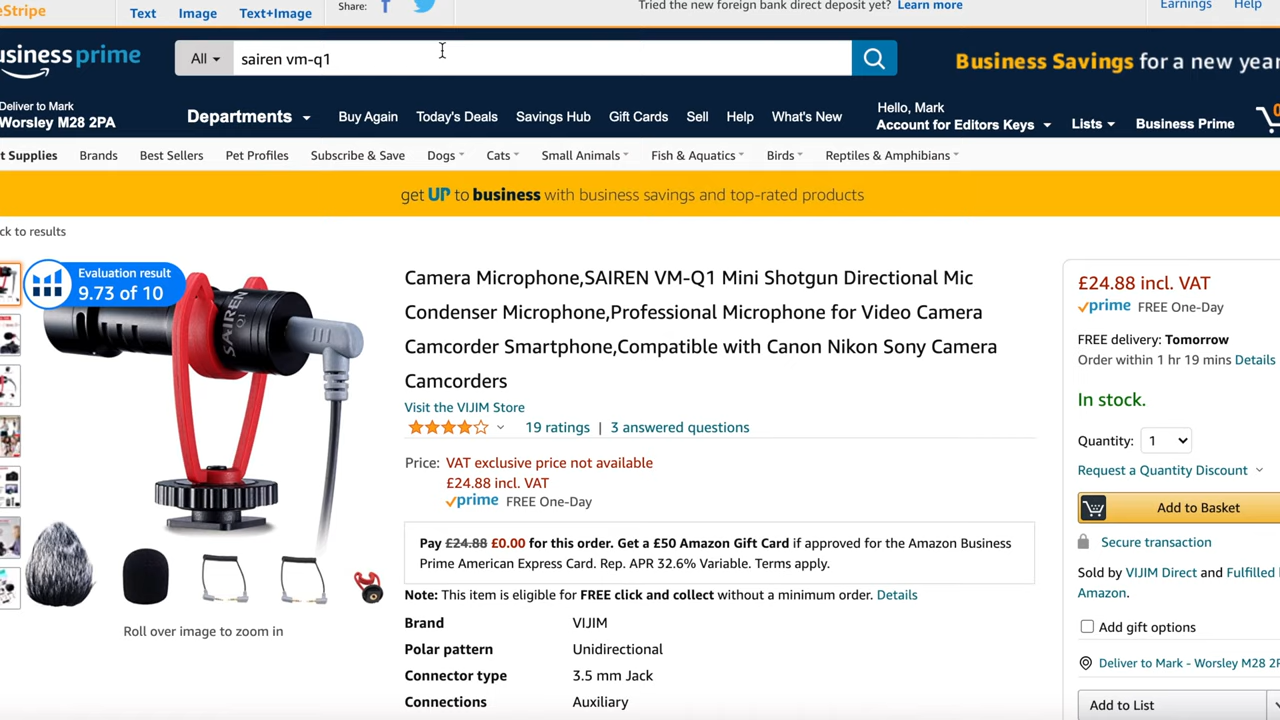 eStripe
Text
Image
Text+Image
Share:
Tried the new foreign bank direct deposit yet? Learn more
Earnings
Help
usiness prime
All
sairen vm-q1
Business Savings for a new year
Deliver to Mark
Worsley M28 2PA
Departments
Buy Again
Today's Deals
Savings Hub
Gift Cards
Sell
Help
What's New
Hello, Mark
Account for Editors Keys
Lists
Business Prime
0
t Supplies
Brands
Best Sellers
Pet Profiles
Subscribe & Save
Dogs
Cats
Small Animals
Fish & Aquatics
Birds
Reptiles & Amphibians
get UP to business with business savings and top-rated products
ck to results
Evaluation result
9.73 of 10
SAIREN
Q1
Roll over image to zoom in
Camera Microphone,SAIREN VM-Q1 Mini Shotgun Directional Mic
Condenser Microphone,Professional Microphone for Video Camera
Camcorder Smartphone,Compatible with Canon Nikon Sony Camera
Camcorders
Visit the VIJIM Store
19 ratings | 3 answered questions
Price: VAT exclusive price not available
£24.88 incl. VAT
prime FREE One-Day
Pay £24.88 £0.00 for this order. Get a £50 Amazon Gift Card if approved for the Amazon Business
Prime American Express Card. Rep. APR 32.6% Variable. Terms apply.
Note: This item is eligible for FREE click and collect without a minimum order. Details
Brand VIJIM
Polar pattern Unidirectional
Connector type 3.5 mm Jack
Connections Auxiliary
£24.88 incl. VAT
prime FREE One-Day
FREE delivery: Tomorrow
Order within 1 hr 19 mins Details
In stock.
Quantity: 1
Request a Quantity Discount
Add to Basket
Secure transaction
Sold by VIJIM Direct and Fulfilled
Amazon.
Add gift options
Deliver to Mark - Worsley M28 2P
Add to List